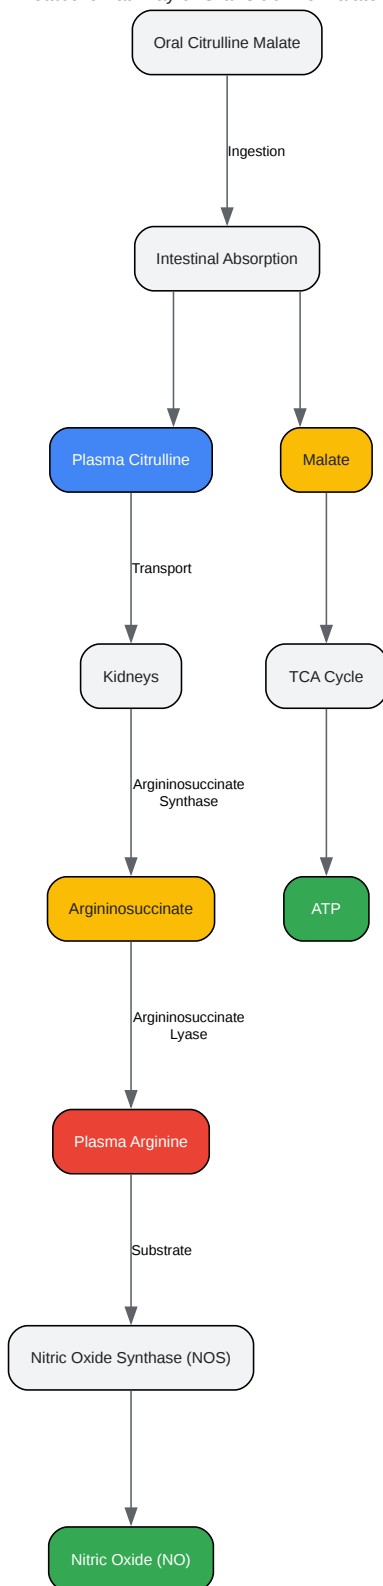 Oral Citrulline Malate
Ingestion
Intestinal Absorption
Plasma Citrulline
Malate
Transport
Kidneys
TCA Cycle
Argininosuccinate
Synthase
Argininosuccinate
ATP
Argininosuccinate
Lyase
Plasma Arginine
Substrate
Nitric Oxide Synthase (NOS)
Nitric Oxide (NO)